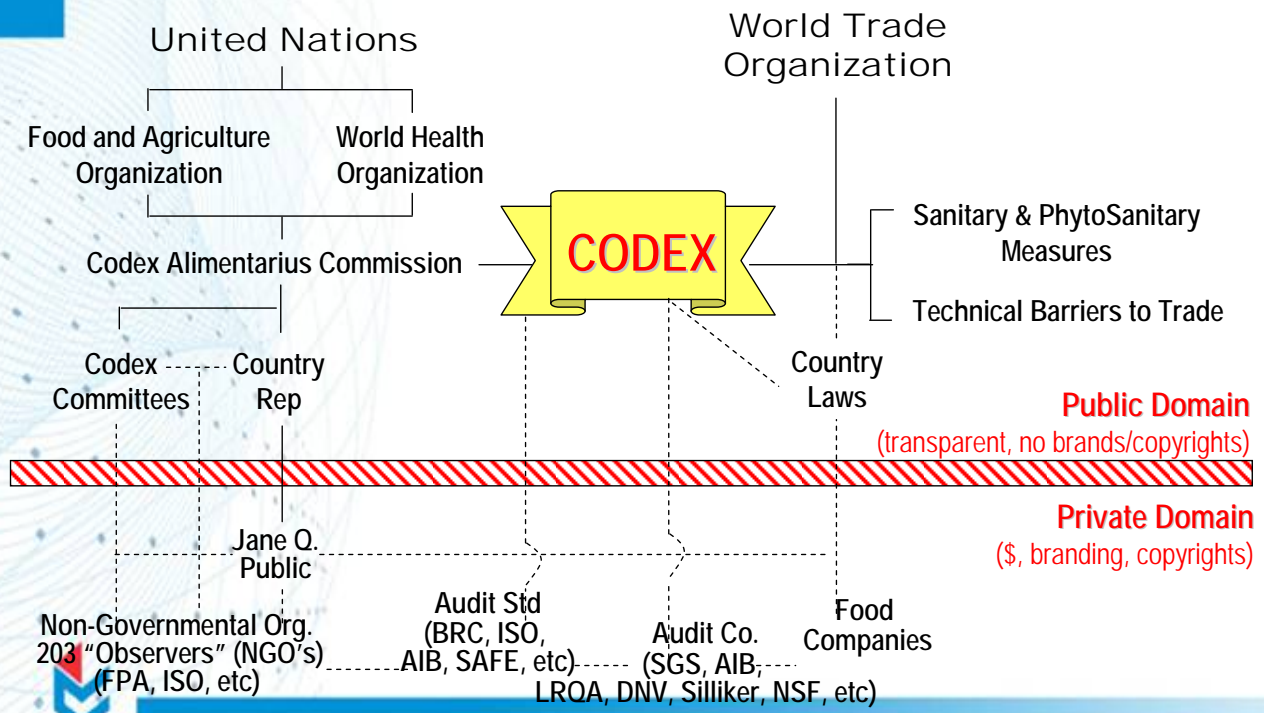 United Nations
World Trade
Organization
Food and Agriculture
Organization
World Health
Organization
CODEX
Sanitary & PhytoSanitary
Measures
Codex Alimentarius Commission
Technical Barriers to Trade
Codex
Committees
Country
Rep
Country
Laws
Public Domain
(transparent, no brands/copyrights)
Private Domain
($, branding, copyrights)
Jane Q.
Public
Non-Governmental Org.
203 “Observers” (NGO’s)
(FPA, ISO, etc)
Audit Std
(BRC, ISO,
AIB, SAFE, etc)
Audit Co.
(SGS, AIB,
LRQA, DNV, Silliker, NSF, etc)
Food
Companies